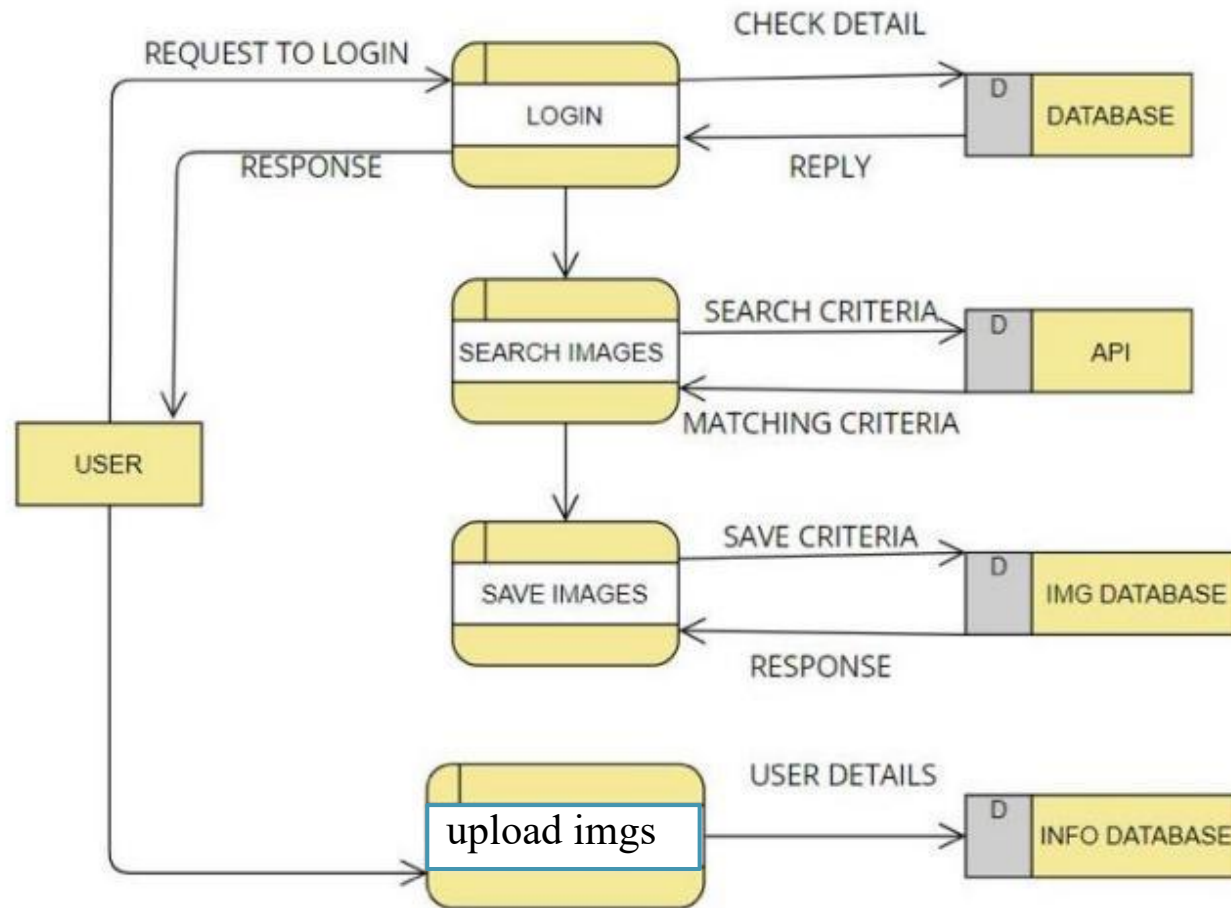 CHECK DETAIL
REQUEST TO LOGIN
D
LOGIN
DATABASE
RESPONSE
REPLY
SEARCH CRITERIA
D
SEARCH IMAGES
API
MATCHING CRITERIA
USER
SAVE CRITERIA
D
SAVE IMAGES
IMG DATABASE
RESPONSE
USER DETAILS
D
upload imgs
INFO DATABASE